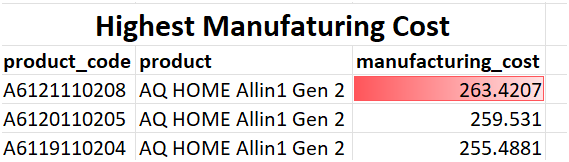 Highest Manufaturing Cost
product_code product manufacturing_cost
A6121110208 AQ HOME Allin1 Gen 2 263.4207
A6120110205 AQ HOME Allin1 Gen 2 259.531
A6119110204 AQ HOME Allin1 Gen 2 255.4881